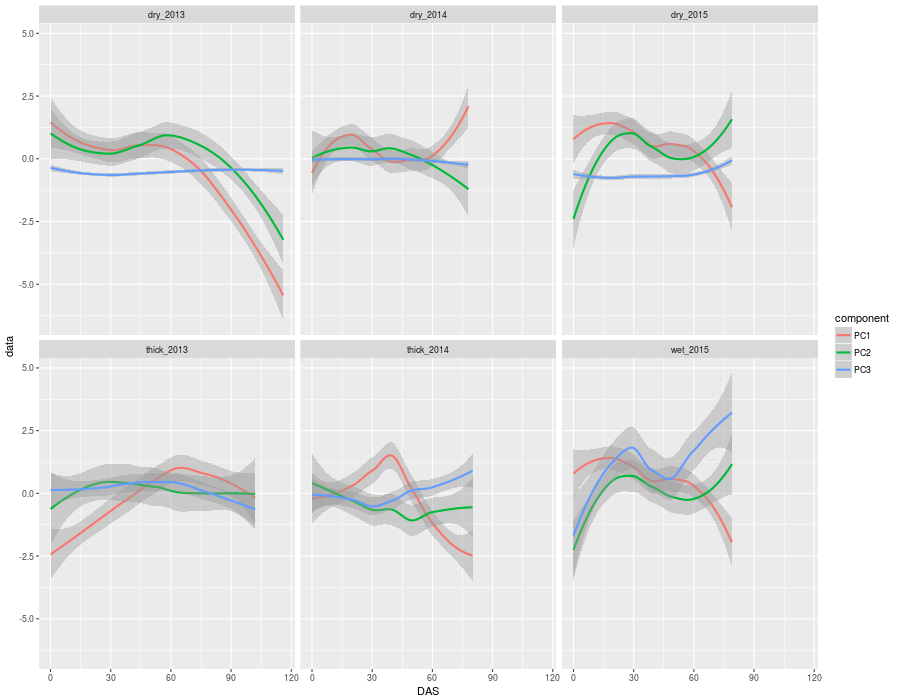 dry_2013 dry_2014 dry_2015
5.0
2.5
0.0
-2.5
-5.0
thick_2013 thick_2014 wet_2015
5.0
2.5
0.0
-2.5
-5.0
0 30 60 90 120 0 30 60 90 120 0 30 60 90 120
DAS
data
component
PC1
PC2
PC3